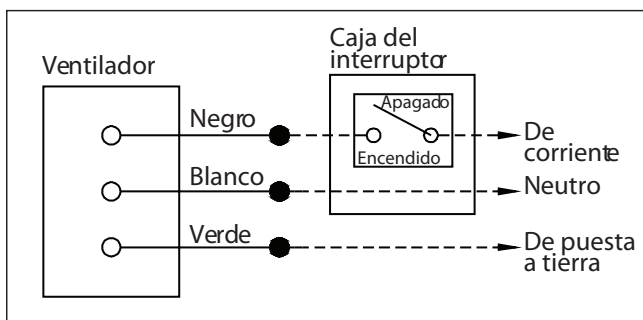 Ventilador
Caja del
interruptor
Negro
Apagado
Encendido
De
corriente
Blanco
Neutro
Verde
De puesta
a tierra